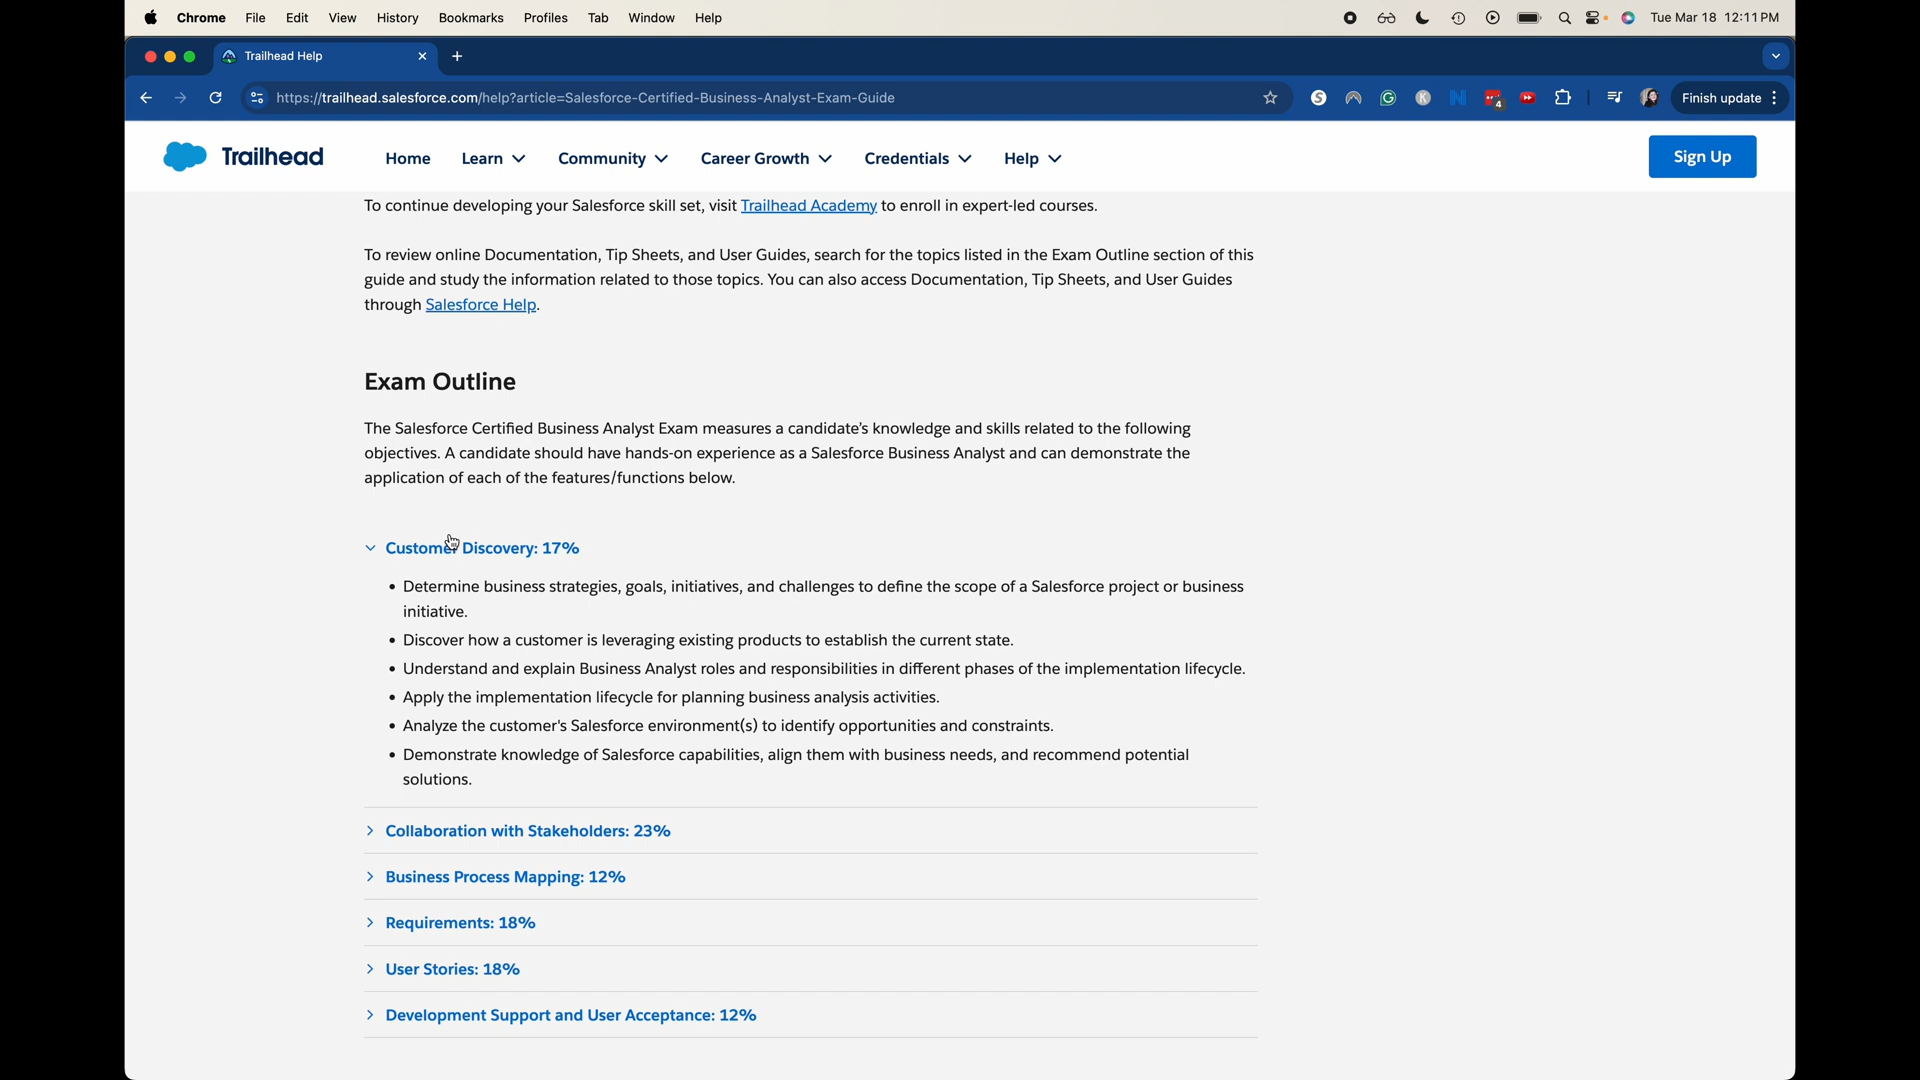 Chrome File Edit View History Bookmarks Profiles Tab Window Help Tue Mar 18 12:11 PM
Trailhead Help
https://trailhead.salesforce.com/help?article=Salesforce-Certified-Business-Analyst-Exam-Guide
4
Finish update
Trailhead Home Learn Community Career Growth Credentials Help Sign Up
To continue developing your Salesforce skill set, visit Trailhead Academy to enroll in expert-led courses.
To review online Documentation, Tip Sheets, and User Guides, search for the topics listed in the Exam Outline section of this
guide and study the information related to those topics. You can also access Documentation, Tip Sheets, and User Guides
through Salesforce Help.
Exam Outline
The Salesforce Certified Business Analyst Exam measures a candidate's knowledge and skills related to the following
objectives. A candidate should have hands-on experience as a Salesforce Business Analyst and can demonstrate the
application of each of the features/functions below.
Customer Discovery: 17%
• Determine business strategies, goals, initiatives, and challenges to define the scope of a Salesforce project or business
initiative.
• Discover how a customer is leveraging existing products to establish the current state.
• Understand and explain Business Analyst roles and responsibilities in different phases of the implementation lifecycle.
• Apply the implementation lifecycle for planning business analysis activities.
• Analyze the customer's Salesforce environment(s) to identify opportunities and constraints.
• Demonstrate knowledge of Salesforce capabilities, align them with business needs, and recommend potential
solutions.
Collaboration with Stakeholders: 23%
Business Process Mapping: 12%
Requirements: 18%
User Stories: 18%
Development Support and User Acceptance: 12%